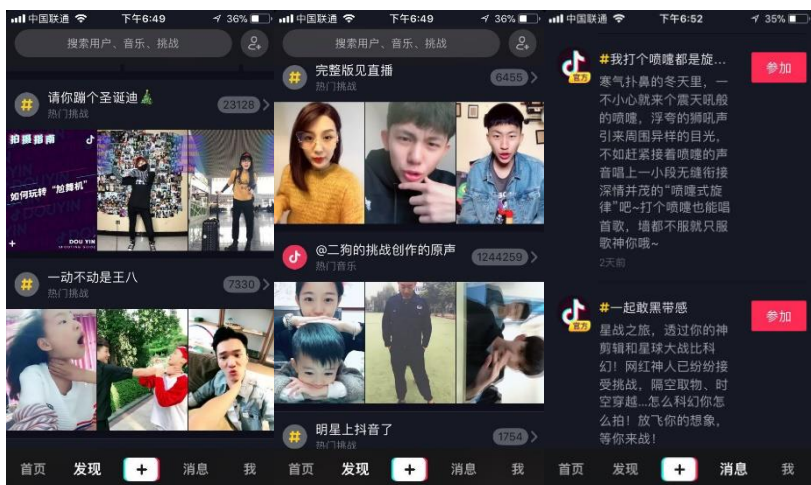 中国联通 下午6:49 36%
搜索用户、音乐、挑战
请你蹦个圣诞迪🎄
热门挑战
23128
拍摄指南
如何玩转“尬舞机”
DOU YIN
一动不动是王八
热门挑战
7330
首页 发现 消息 我
中国联通 下午6:49 36%
搜索用户、音乐、挑战
完整版见直播
热门挑战
6455
@二狗的挑战创作的原声
热门音乐
1244259
明星上抖音了
热门挑战
1754
首页 发现 消息 我
中国联通 下午6:52 35%
官方
#我打个喷嚏都是旋...
参加
寒气扑鼻的冬天里，一
不小心就来个震天吼般
的喷嚏，浮夸的狮吼声
引来周围异样的目光，
不如赶紧接着喷嚏的声
音唱上一小段无缝衔接
深情并茂的“喷嚏式旋
律”吧~打个喷嚏也能唱
首歌，墙都不服就只服
歌神你哦~
2天前
官方
#一起敢黑带感
参加
星战之旅，透过你的神
剪辑和星球大战比科
幻！网红神人已纷纷接
受挑战，隔空取物、时
空穿越...怎么科幻你怎
么拍！放飞你的想象，
等你来战！
首页 发现 消息 我